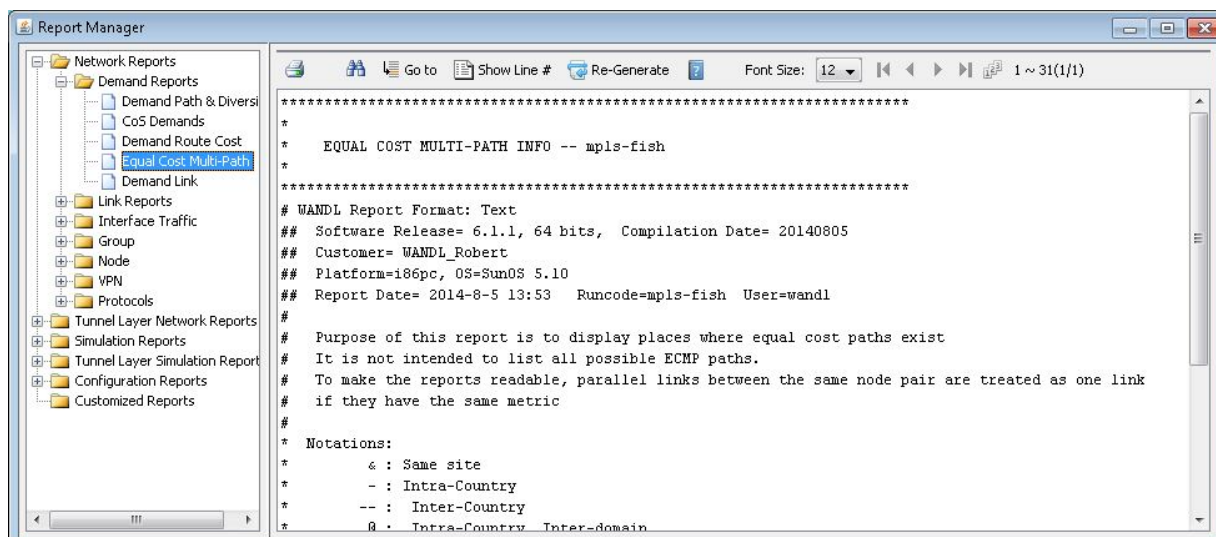 Report Manager
Network Reports
Demand Reports
Demand Path & Diversi
CoS Demands
Demand Route Cost
Equal Cost Multi-Path
Demand Link
Link Reports
Interface Traffic
Group
Node
VPN
Protocols
Tunnel Layer Network Reports
Simulation Reports
Tunnel Layer Simulation Report
Configuration Reports
Customized Reports
Go to Show Line # Re-Generate Font Size: 12 1 ~ 31(1/1)
************************************************************************
*
* EQUAL COST MULTI-PATH INFO -- mpls-fish
*
************************************************************************
# WANDL Report Format: Text
## Software Release= 6.1.1, 64 bits, Compilation Date= 20140805
## Customer= WANDL_Robert
## Platform=i86pc, OS=SunOS 5.10
## Report Date= 2014-8-5 13:53 Runcode=mpls-fish User=wandl
#
# Purpose of this report is to display places where equal cost paths exist
# It is not intended to list all possible ECMP paths.
# To make the reports readable, parallel links between the same node pair are treated as one link
# if they have the same metric
#
* Notations:
* & : Same site
* - : Intra-Country
* -- : Inter-Country
* @ : Intra-Country, Inter-domain